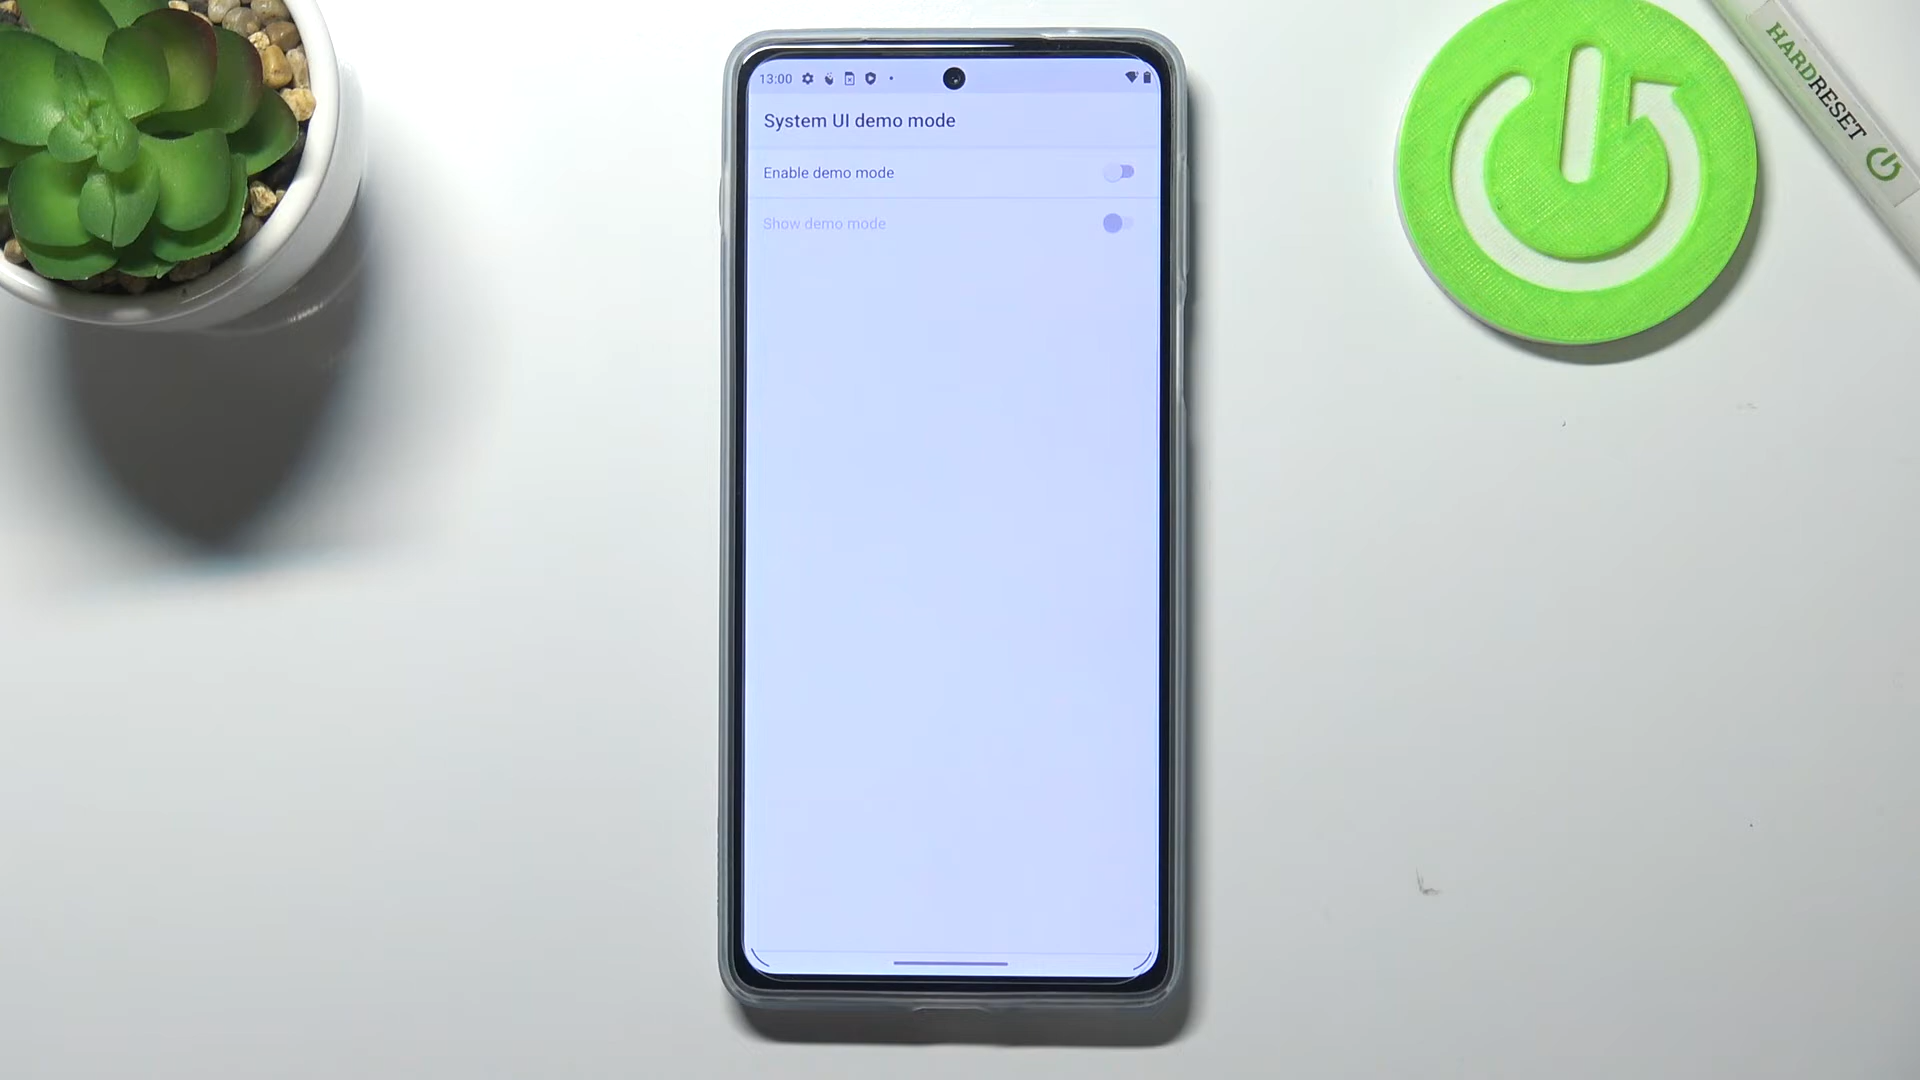 13:00
System UI demo mode
Enable demo mode
Show demo mode
HARDRESET